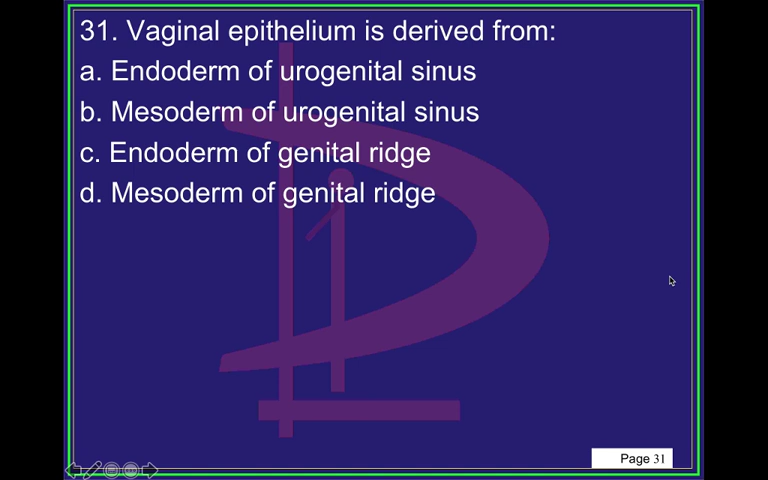 31. Vaginal epithelium is derived from:
a. Endoderm of urogenital sinus
b. Mesoderm of urogenital sinus
c. Endoderm of genital ridge
d. Mesoderm of genital ridge
Page 31